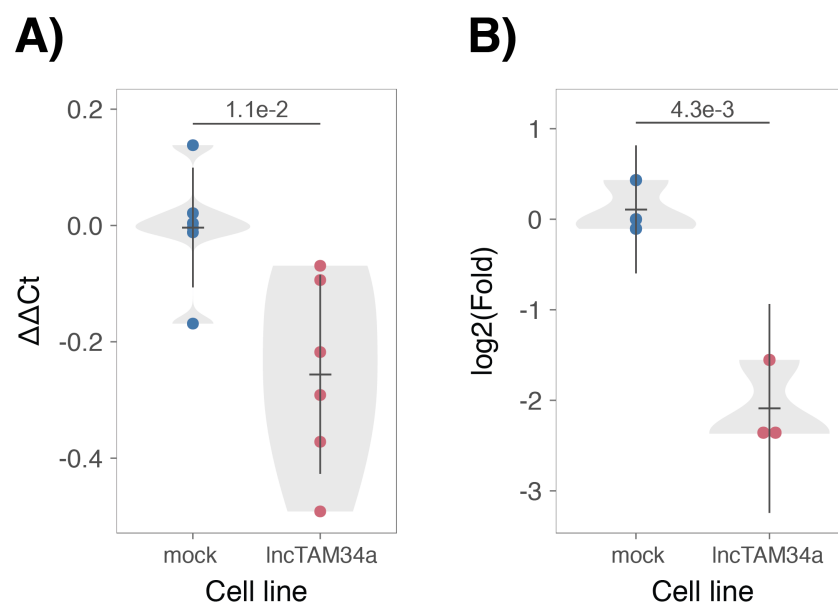 A)
1.1e-2
0.2
0.0
-0.2
-0.4
ΔΔCt
mock
lncTAM34a
Cell line
B)
4.3e-3
1
0
-1
-2
-3
log2(Fold)
mock
lncTAM34a
Cell line